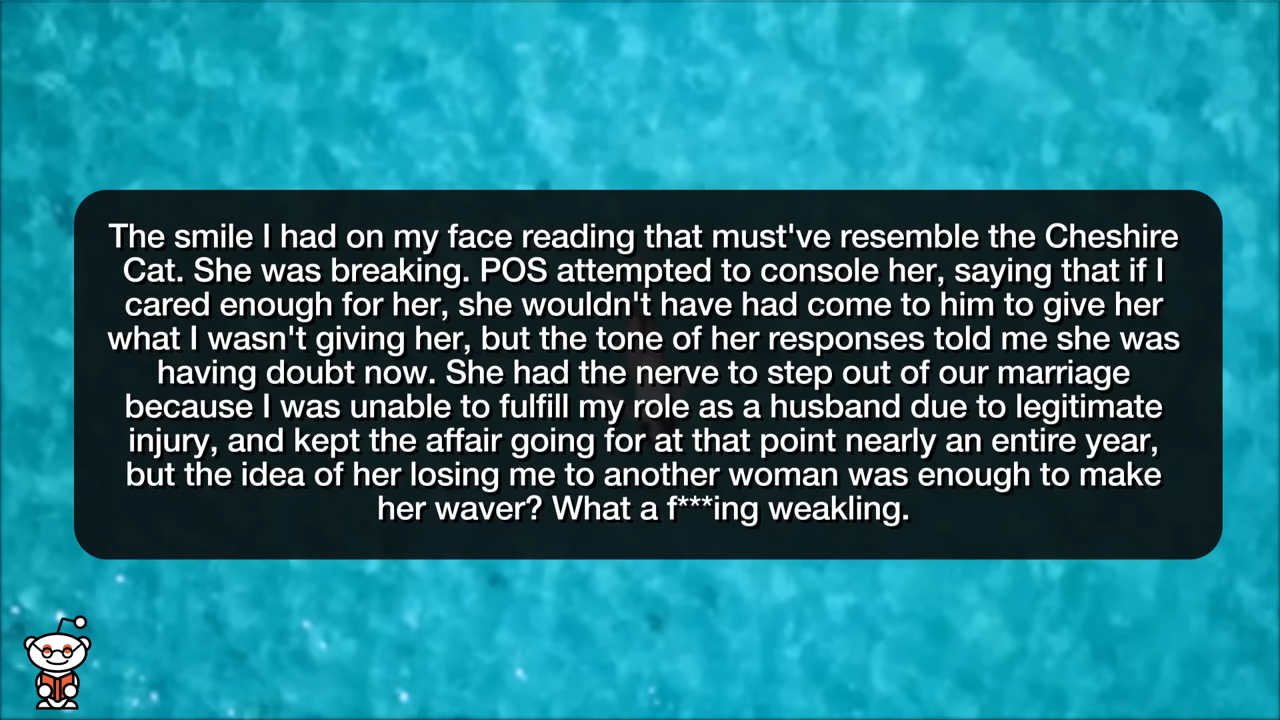 The smile I had on my face reading that must've resemble the Cheshire
Cat. She was breaking. POS attempted to console her, saying that if I
cared enough for her, she wouldn't have had come to him to give her
what I wasn't giving her, but the tone of her responses told me she was
having doubt now. She had the nerve to step out of our marriage
because I was unable to fulfill my role as a husband due to legitimate
injury, and kept the affair going for at that point nearly an entire year,
but the idea of her losing me to another woman was enough to make
her waver? What a f***ing weakling.